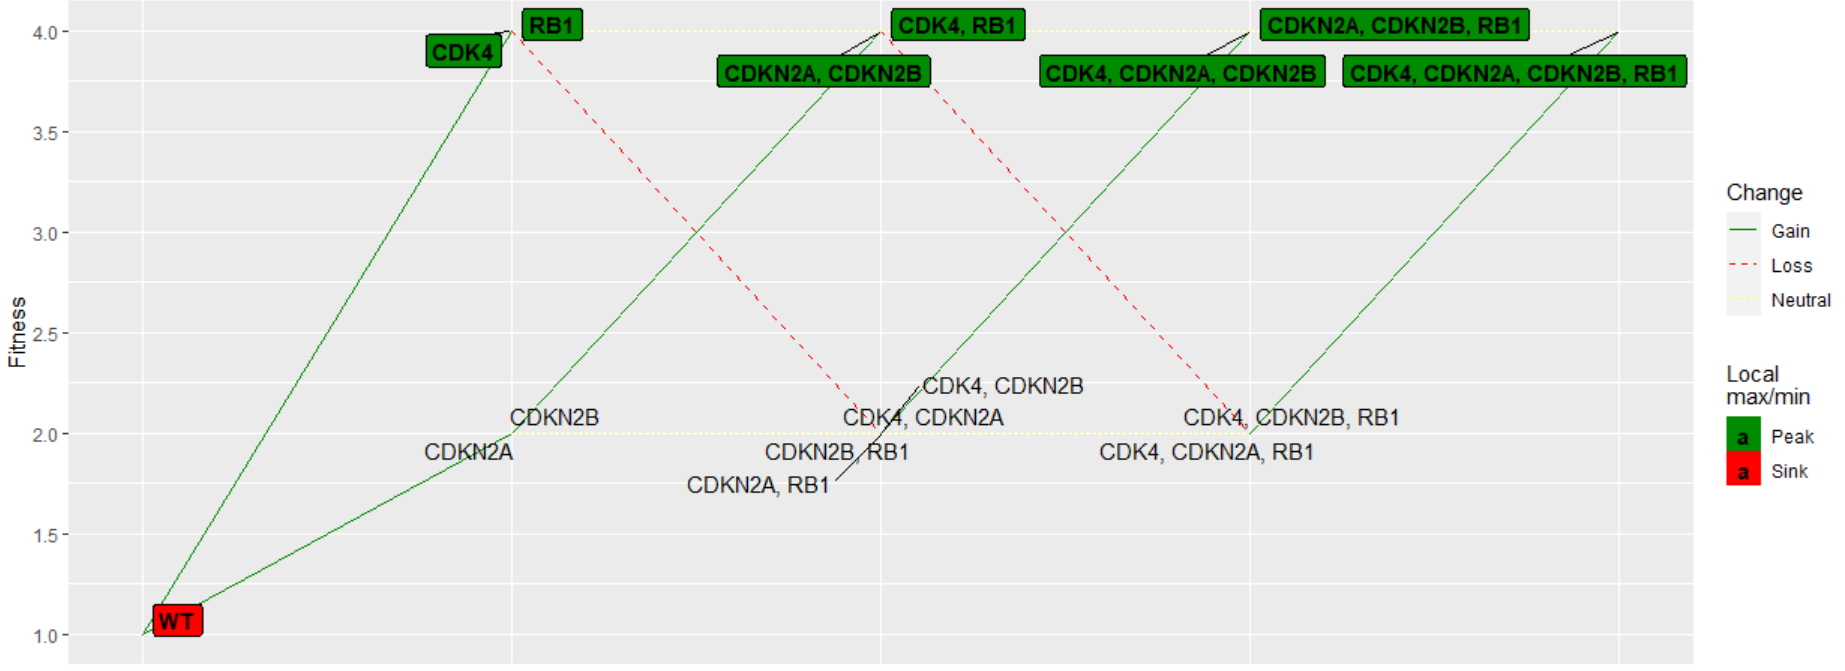 4.0
3.5
3.0
2.5
2.0
1.5
1.0
Fitness
RB1
CDK4
CDK4, RB1
CDKN2A, CDKN2B
CDKN2A, CDKN2B, RB1
CDK4, CDKN2A, CDKN2B
CDK4, CDKN2A, CDKN2B, RB1
CDK4, CDKN2B
CDKN2B
CDK4, CDKN2A
CDK4, CDKN2B, RB1
CDKN2A
CDKN2B, RB1
CDK4, CDKN2A, RB1
CDKN2A, RB1
WT
Change
Gain
Loss
Neutral
Local
max/min
a Peak
a Sink